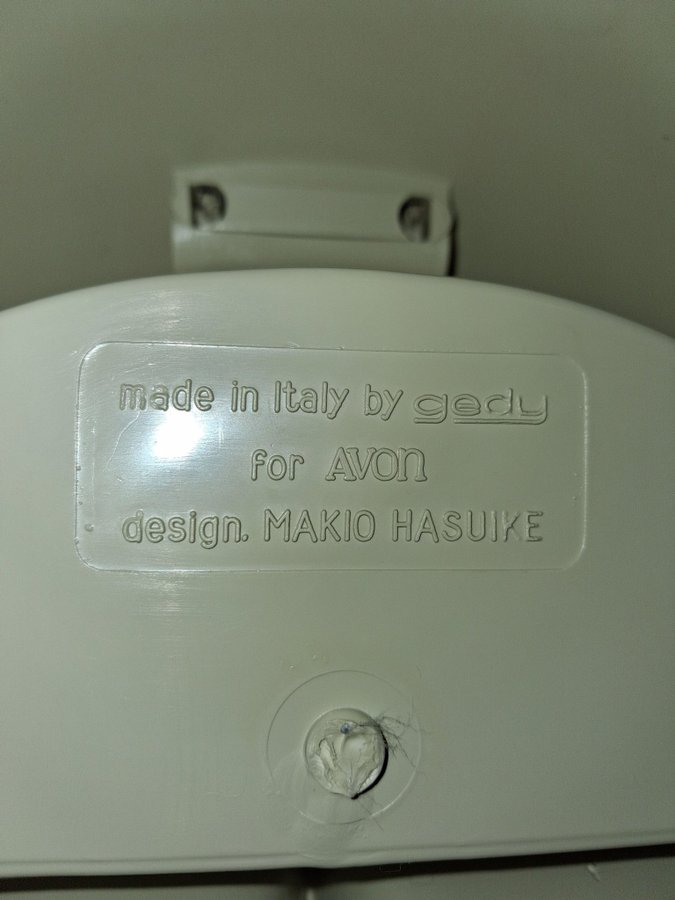 made in Italy by gedy
for AVON
design. MAKIO HASUIKE